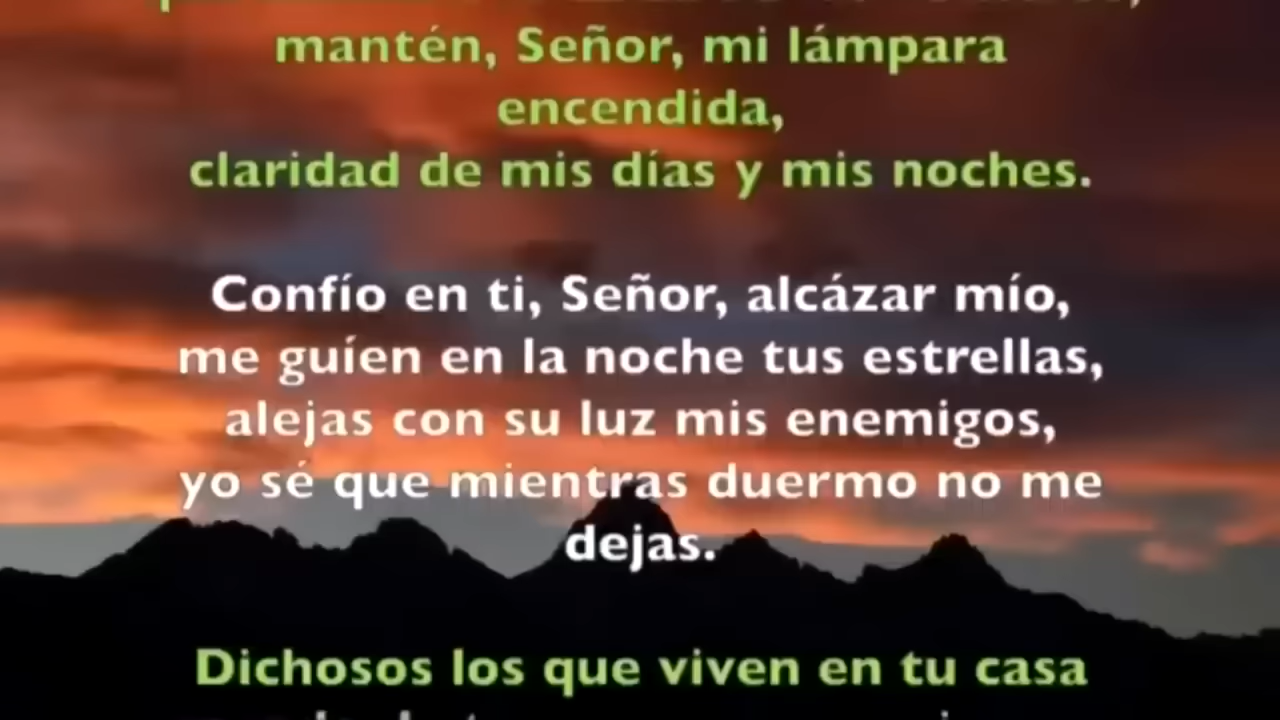 mantén, Señor, mi lámpara
encendida,
claridad de mis días y mis noches.
Confío en ti, Señor, alcázar mío,
me guíen en la noche tus estrellas,
alejas con su luz mis enemigos,
yo sé que mientras duermo no me
dejas.
Dichosos los que viven en tu casa